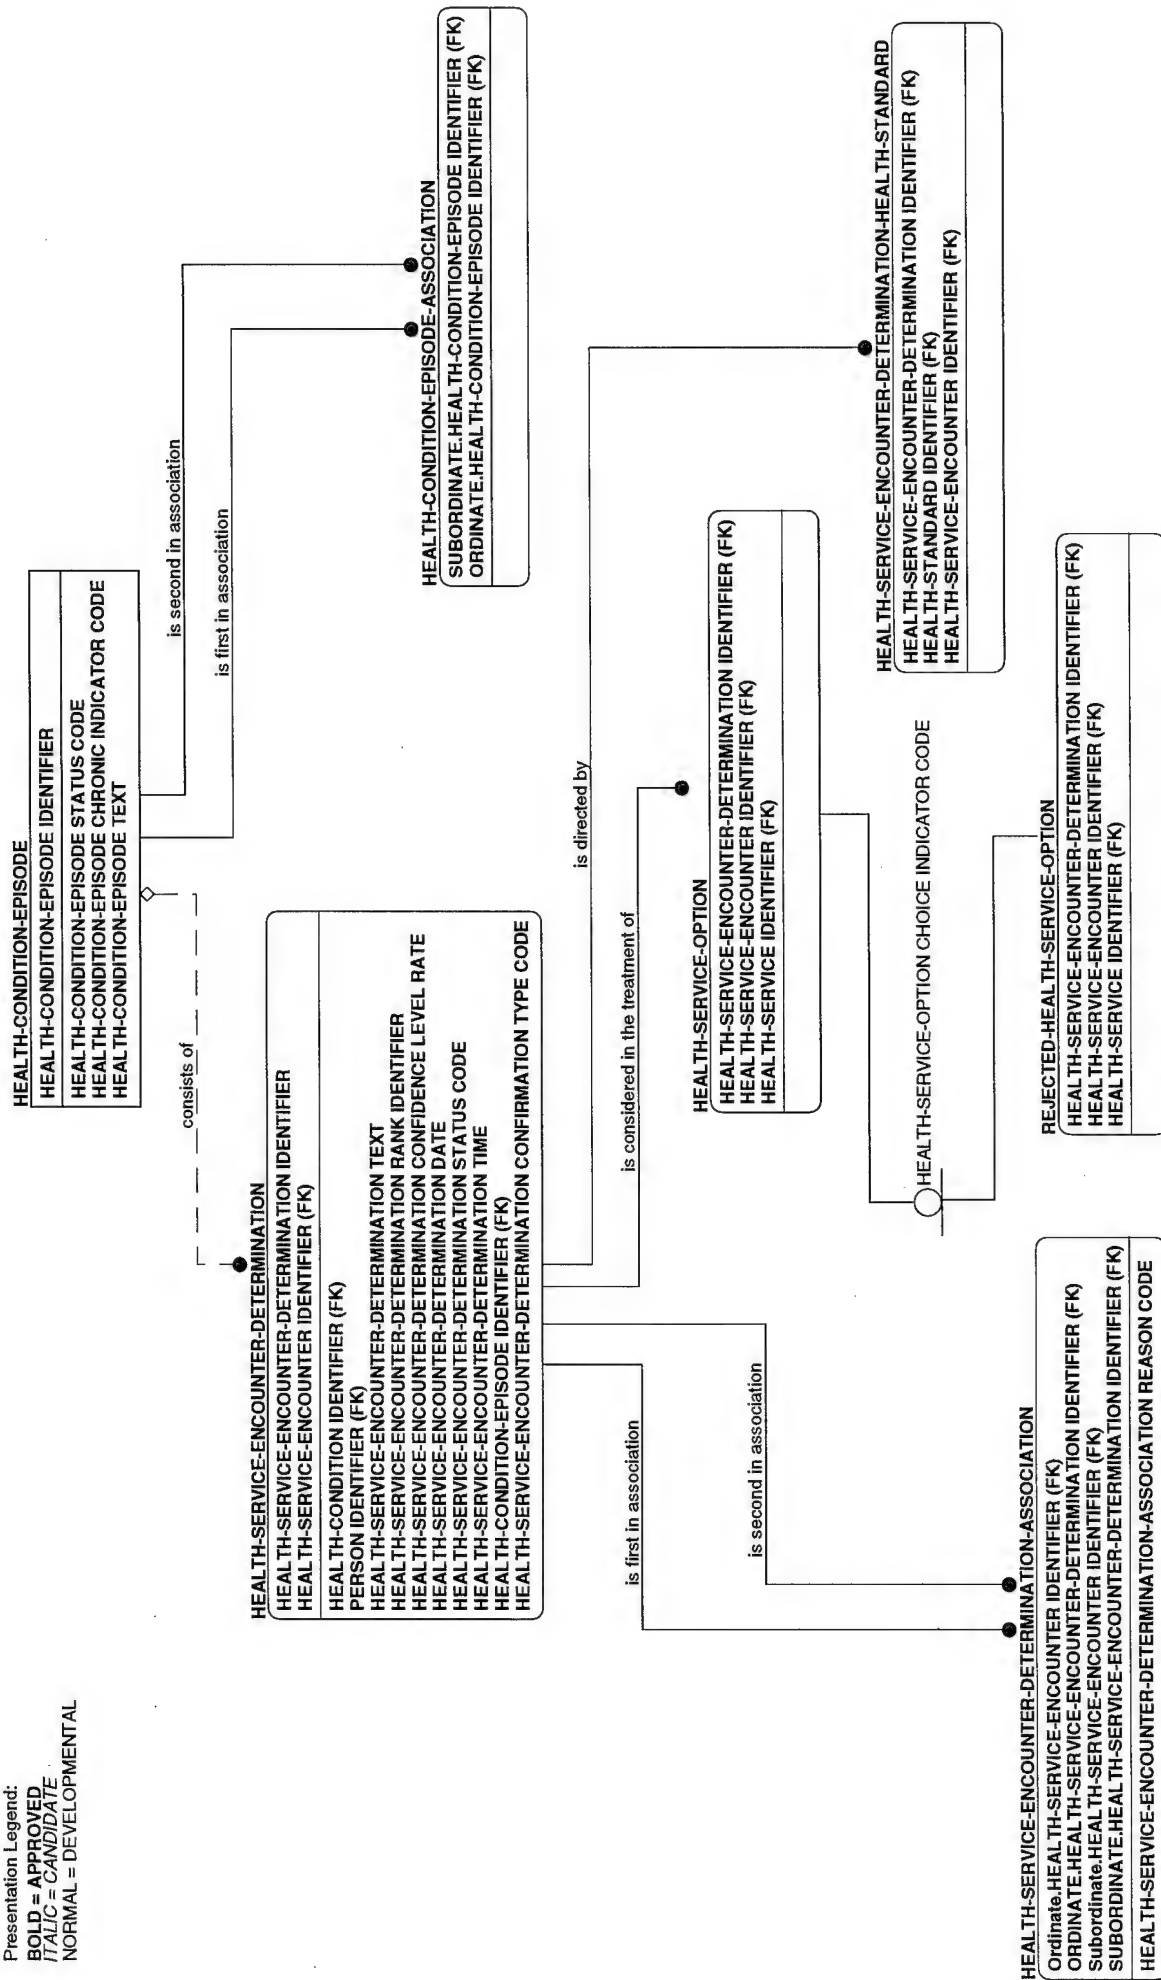 Presentation Legend:
BOLD = APPROVED
ITALIC = CANDIDATE
NORMAL = DEVELOPMENTAL
HEALTH-CONDITION-EPISODE
HEALTH-CONDITION-EPISODE IDENTIFIER
HEALTH-CONDITION-EPISODE STATUS CODE
HEALTH-CONDITION-EPISODE CHRONIC INDICATOR CODE
HEALTH-CONDITION-EPISODE TEXT
consists of
is second in association
is first in association
HEALTH-SERVICE-ENCOUNTER-DETERMINATION
HEALTH-SERVICE-ENCOUNTER-DETERMINATION IDENTIFIER
HEALTH-SERVICE-ENCOUNTER IDENTIFIER (FK)
HEALTH-CONDITION IDENTIFIER (FK)
PERSON IDENTIFIER (FK)
HEALTH-SERVICE-ENCOUNTER-DETERMINATION TEXT
HEALTH-SERVICE-ENCOUNTER-DETERMINATION RANK IDENTIFIER
HEALTH-SERVICE-ENCOUNTER-DETERMINATION CONFIDENCE LEVEL RATE
HEALTH-SERVICE-ENCOUNTER-DETERMINATION DATE
HEALTH-SERVICE-ENCOUNTER-DETERMINATION STATUS CODE
HEALTH-SERVICE-ENCOUNTER-DETERMINATION TIME
HEALTH-CONDITION-EPISODE IDENTIFIER (FK)
HEALTH-SERVICE-ENCOUNTER-DETERMINATION CONFIRMATION TYPE CODE
HEALTH-CONDITION-EPISODE-ASSOCIATION
SUBORDINATE.HEALTH-CONDITION-EPISODE IDENTIFIER (FK)
ORDINATE.HEALTH-CONDITION-EPISODE IDENTIFIER (FK)
is directed by
is considered in the treatment of
is first in association
is second in association
HEALTH-SERVICE-OPTION
HEALTH-SERVICE-ENCOUNTER-DETERMINATION IDENTIFIER (FK)
HEALTH-SERVICE-ENCOUNTER IDENTIFIER (FK)
HEALTH-SERVICE IDENTIFIER (FK)
HEALTH-SERVICE-ENCOUNTER-DETERMINATION-HEALTH-STANDARD
HEALTH-SERVICE-ENCOUNTER-DETERMINATION IDENTIFIER (FK)
HEALTH-STANDARD IDENTIFIER (FK)
HEALTH-SERVICE-ENCOUNTER IDENTIFIER (FK)
HEALTH-SERVICE-OPTION CHOICE INDICATOR CODE
HEALTH-SERVICE-ENCOUNTER-DETERMINATION-ASSOCIATION
Ordinate.HEALTH-SERVICE-ENCOUNTER IDENTIFIER (FK)
ORDINATE.HEALTH-SERVICE-ENCOUNTER-DETERMINATION IDENTIFIER (FK)
Subordinate.HEALTH-SERVICE-ENCOUNTER IDENTIFIER (FK)
SUBORDINATE.HEALTH-SERVICE-ENCOUNTER-DETERMINATION IDENTIFIER (FK)
HEALTH-SERVICE-ENCOUNTER-DETERMINATION-ASSOCIATION REASON CODE
REJECTED-HEALTH-SERVICE-OPTION
HEALTH-SERVICE-ENCOUNTER-DETERMINATION IDENTIFIER (FK)
HEALTH-SERVICE-ENCOUNTER IDENTIFIER (FK)
HEALTH-SERVICE IDENTIFIER (FK)